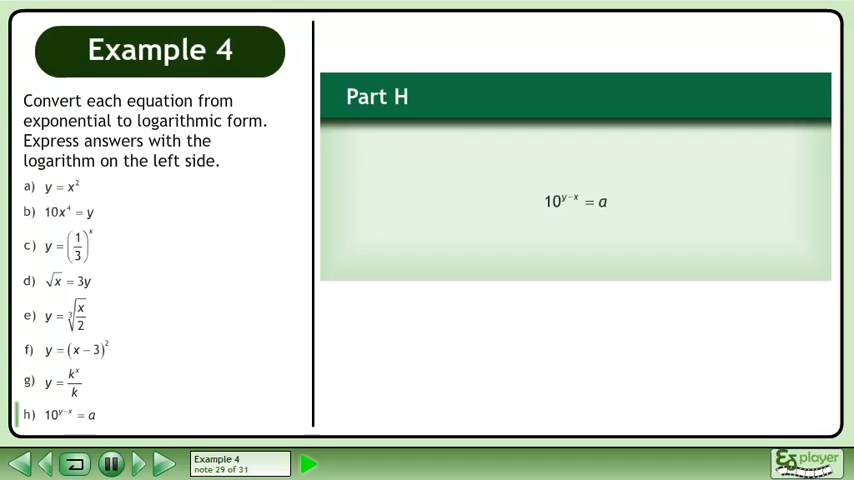 Example 4
Convert each equation from
exponential to logarithmic form.
Express answers with the
logarithm on the left side.
a) y = x²
b) 10x⁴ = y
c) y = (1/3)ˣ
d) √x = 3y
e) y = ³√(x/2)
f) y = (x − 3)²
g) y = kˣ/k
h) 10ʸ⁻ˣ = a
Part H
10ʸ⁻ˣ = a
Example 4
note 29 of 31
player